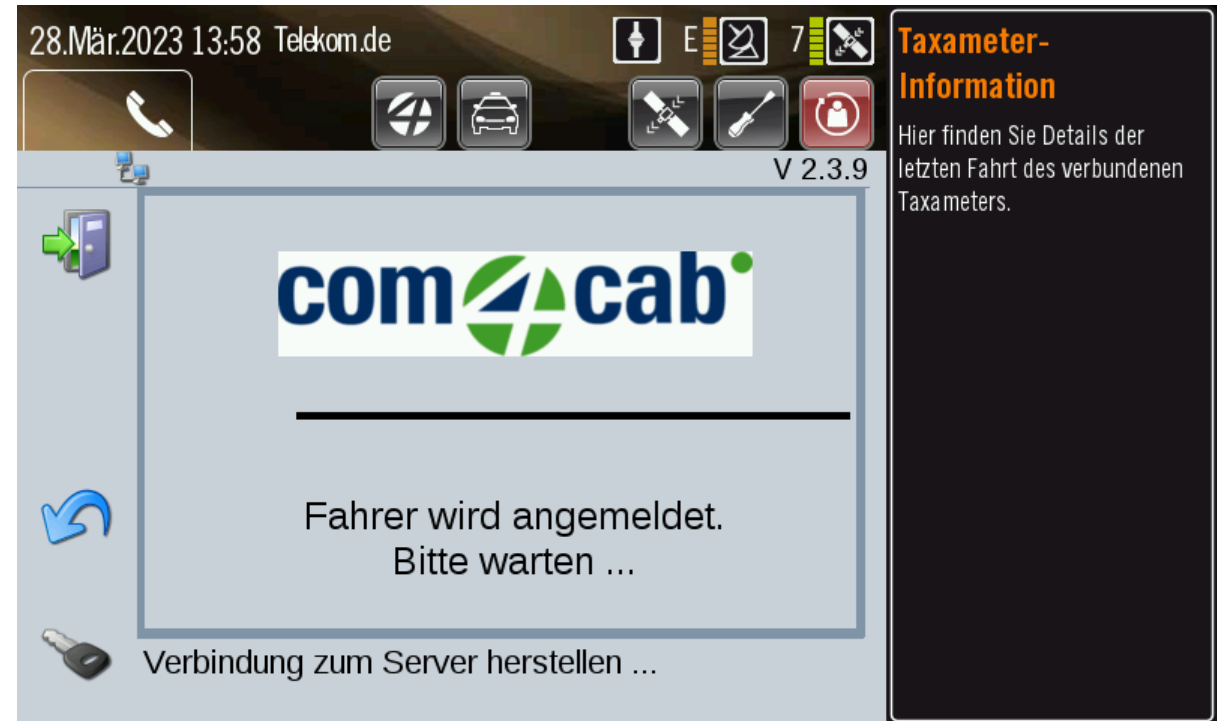 28.Mär.2023 13:58 Telekom.de E 7
V 2.3.9
com4cab
Fahrer wird angemeldet.
Bitte warten ...
Verbindung zum Server herstellen ...
Taxameter-
Information
Hier finden Sie Details der
letzten Fahrt des verbundenen
Taxameters.